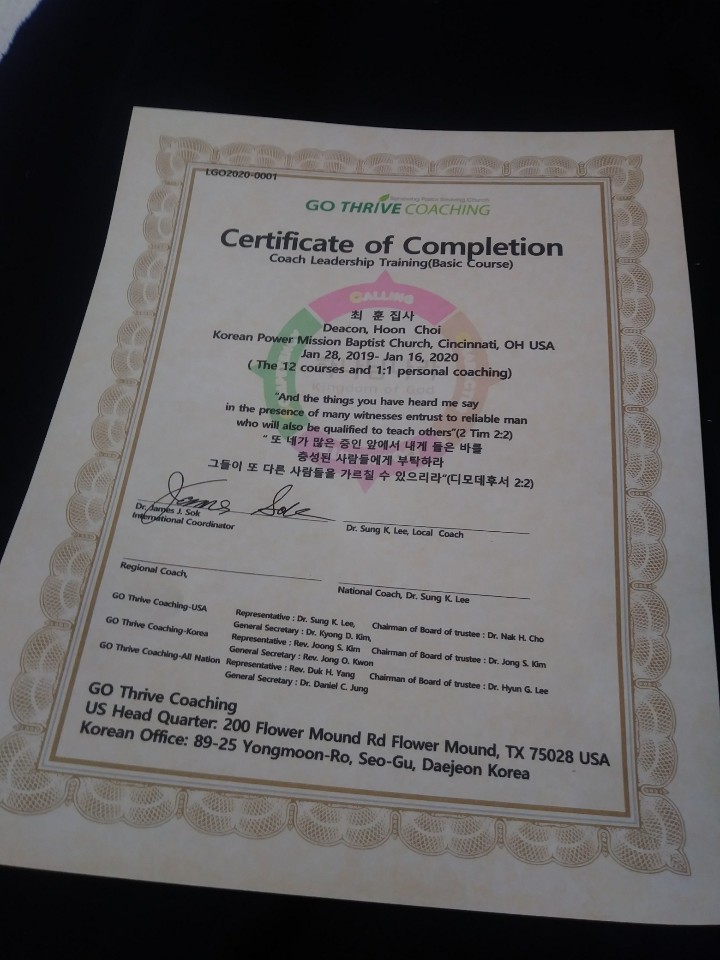 LGO2020-0001
GO THRIVE COACHING
Certificate of Completion
Coach Leadership Training(Basic Course)
CALLING
최 훈 집사
Deacon, Hoon Choi
Korean Power Mission Baptist Church, Cincinnati, OH USA
Jan 28, 2019- Jan 16, 2020
( The 12 courses and 1:1 personal coaching)
Kingdom of God
"And the things you have heard me say
in the presence of many witnesses entrust to reliable man
who will also be qualified to teach others"(2 Tim 2:2)
" 또 네가 많은 증인 앞에서 내게 들은 바를
충성된 사람들에게 부탁하라
그들이 또 다른 사람들을 가르칠 수 있으리라"(디모데후서 2:2)
James Sok
Dr. James J. Sok
International Coordinator
Dr. Sung K, Lee, Local Coach
Regional Coach,
National Coach, Dr. Sung K. Lee
GO Thrive Coaching-USA Representative : Dr. Sung K. Lee, Chairman of Board of trustee : Dr. Nak H. Cho
General Secretary : Dr. Kyong D. Kim,
GO Thrive Coaching-Korea Representative : Rev. Joong S. Kim Chairman of Board of trustee : Dr. Jong S. Kim
General Secretary : Rev. Jong O. Kwon
GO Thrive Coaching-All Nation Representative : Rev. Duk H. Yang Chairman of Board of trustee : Dr. Hyun G. Lee
General Secretary : Dr. Daniel C. Jung
GO Thrive Coaching
US Head Quarter: 200 Flower Mound Rd Flower Mound, TX 75028 USA
Korean Office: 89-25 Yongmoon-Ro, Seo-Gu, Daejeon Korea